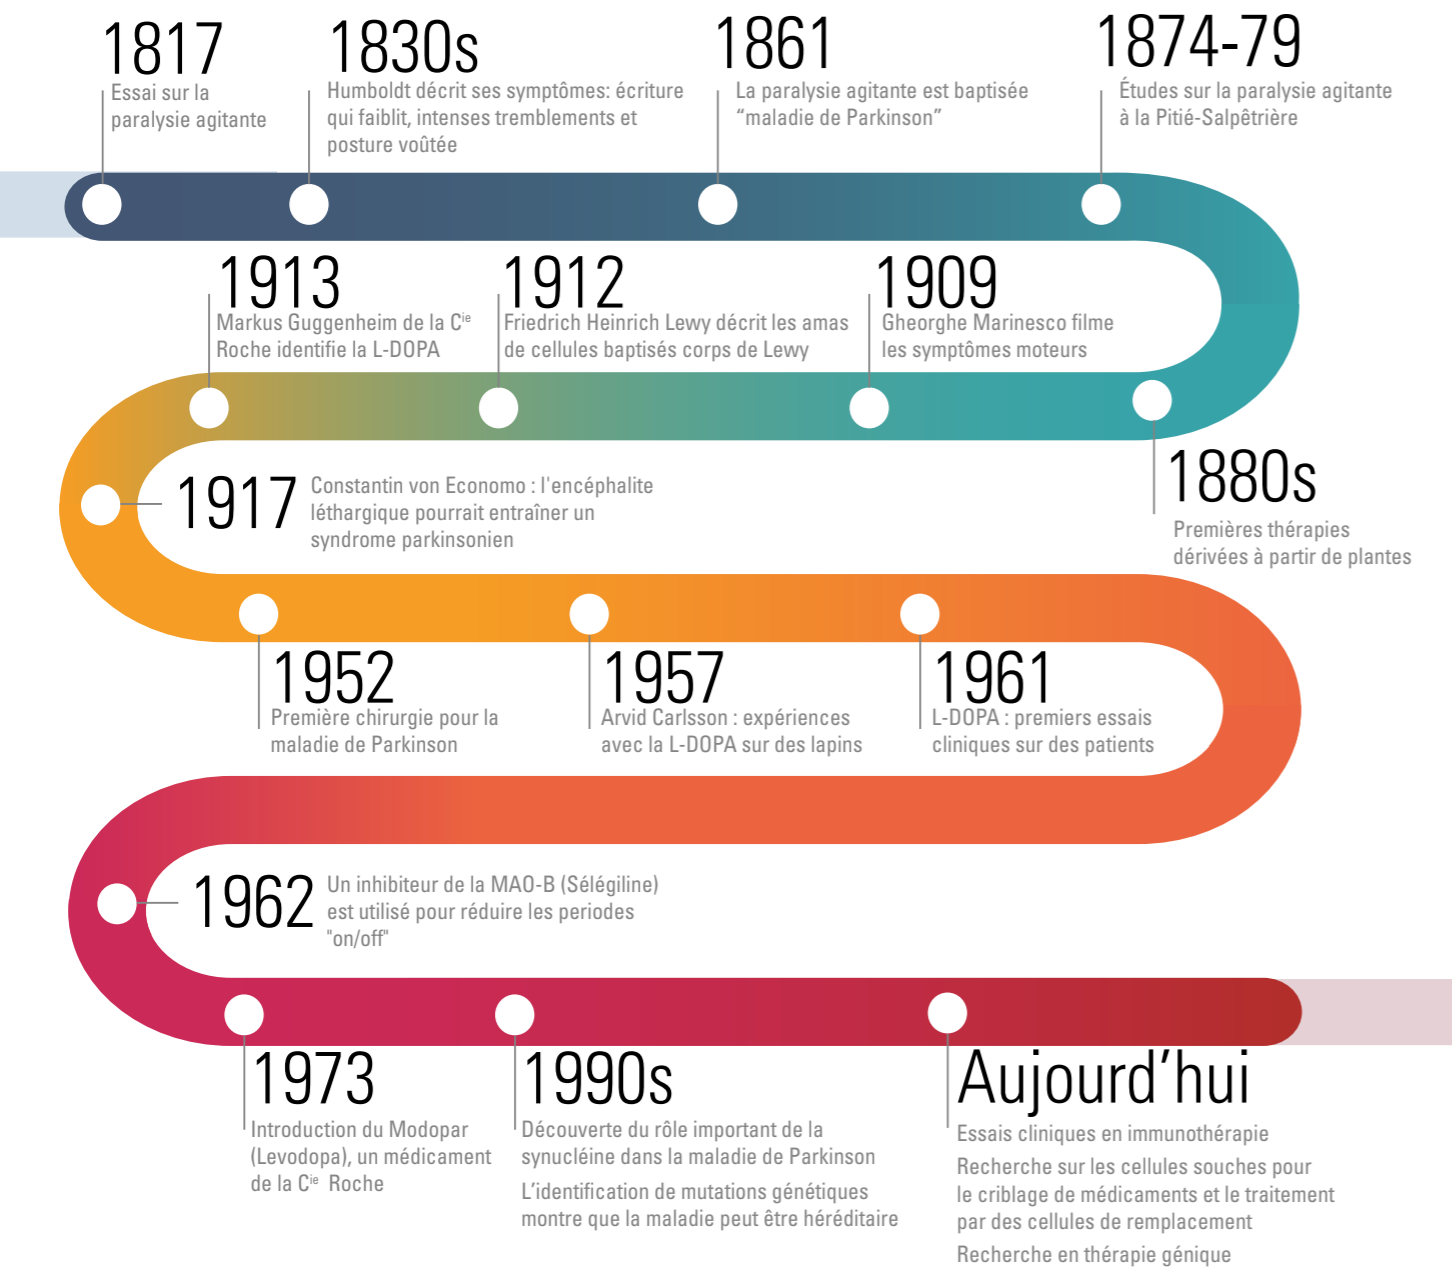 1817
Essai sur la
paralysie agitante
1830s
Humboldt décrit ses symptômes: écriture
qui faiblit, intenses tremblements et
posture voûtée
1861
La paralysie agitante est baptisée
“maladie de Parkinson”
1874-79
Études sur la paralysie agitante
à la Pitié-Salpêtrière
1880s
Premières thérapies
dérivées à partir de plantes
1909
Gheorghe Marinesco filme
les symptômes moteurs
1912
Friedrich Heinrich Lewy décrit les amas
de cellules baptisés corps de Lewy
1913
Markus Guggenheim de la Cie
Roche identifie la L-DOPA
1917
Constantin von Economo : l'encéphalite
léthargique pourrait entraîner un
syndrome parkinsonien
1952
Première chirurgie pour la
maladie de Parkinson
1957
Arvid Carlsson : expériences
avec la L-DOPA sur des lapins
1961
L-DOPA : premiers essais
cliniques sur des patients
1962
Un inhibiteur de la MAO-B (Sélégiline)
est utilisé pour réduire les periodes
"on/off"
1973
Introduction du Modopar
(Levodopa), un médicament
de la Cie Roche
1990s
Découverte du rôle important de la
synucléine dans la maladie de Parkinson
L’identification de mutations génétiques
montre que la maladie peut être héréditaire
Aujourd’hui
Essais cliniques en immunothérapie
Recherche sur les cellules souches pour
le criblage de médicaments et le traitement
par des cellules de remplacement
Recherche en thérapie génique